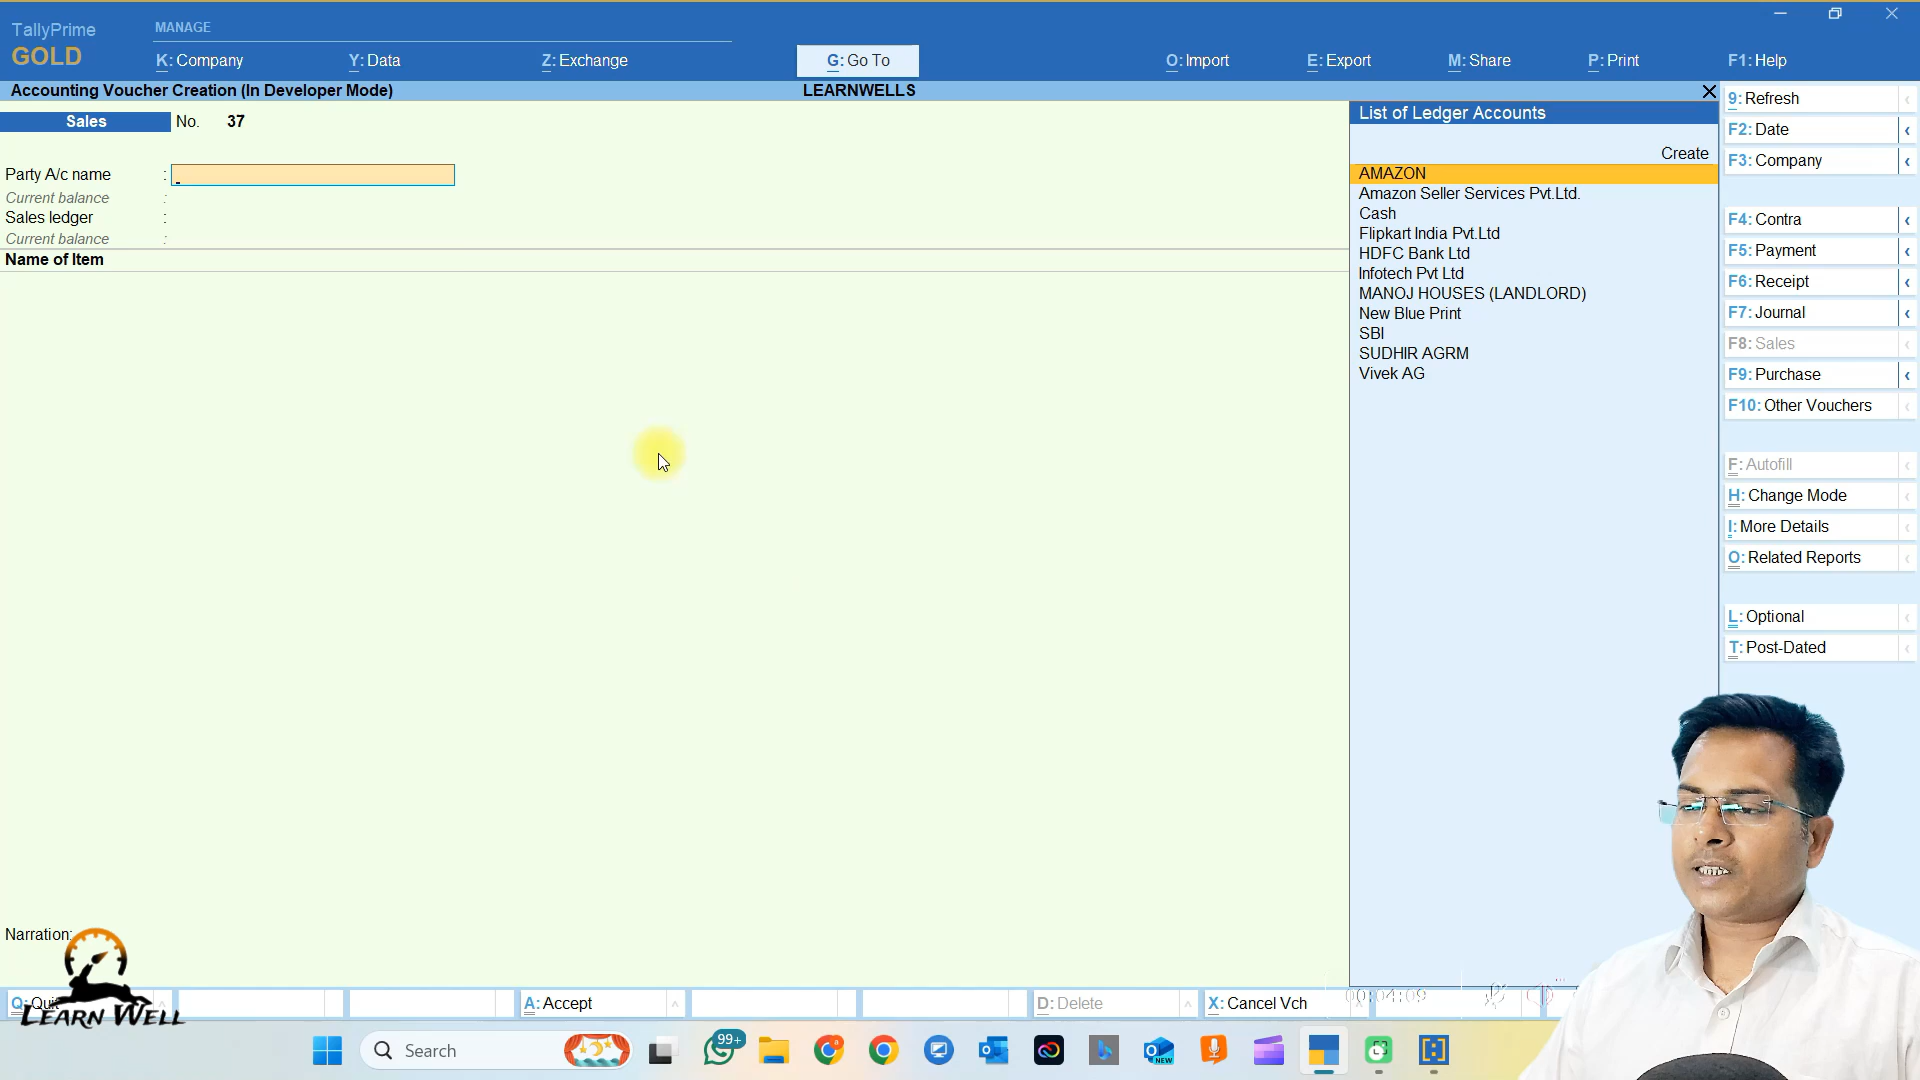 TallyPrime
GOLD
MANAGE
K: Company
Y: Data
Z: Exchange
G: Go To
O: Import
E: Export
M: Share
P: Print
F1: Help
Accounting Voucher Creation (In Developer Mode)
LEARNWELLS
Sales No. 37
Party A/c name :
Current balance :
Sales ledger :
Current balance :
Name of Item
Narration:
List of Ledger Accounts
Create
AMAZON
Amazon Seller Services Pvt.Ltd.
Cash
Flipkart India Pvt.Ltd
HDFC Bank Ltd
Infotech Pvt Ltd
MANOJ HOUSES (LANDLORD)
New Blue Print
SBI
SUDHIR AGRM
Vivek AG
9: Refresh
F2: Date
F3: Company
F4: Contra
F5: Payment
F6: Receipt
F7: Journal
F8: Sales
F9: Purchase
F10: Other Vouchers
F: Autofill
H: Change Mode
I: More Details
O: Related Reports
L: Optional
T: Post-Dated
Q: Quit
A: Accept
D: Delete
X: Cancel Vch
00:04:09
LEARN WELL
Search
99+
NEW